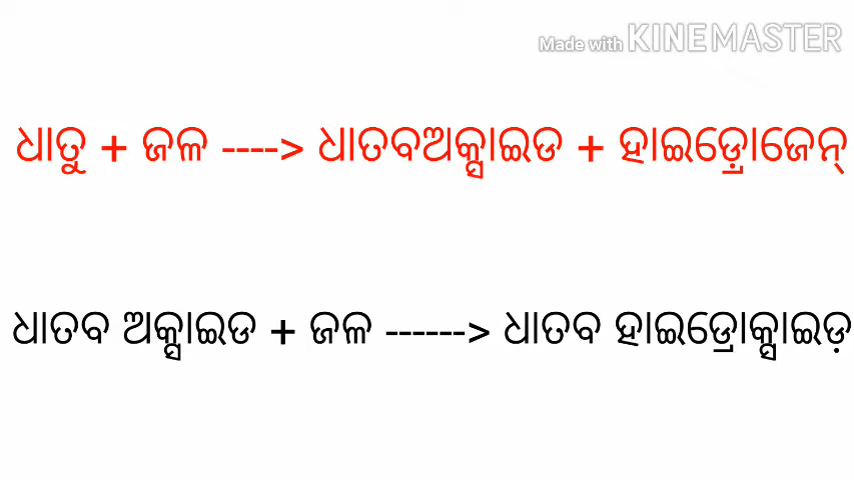 Made with KINEMASTER
ଧାତୁ + ଜଳ ----> ଧାତବଅକ୍ସାଇଡ + ହାଇଡ଼୍ରୋଜେନ୍
ଧାତବ ଅକ୍ସାଇଡ + ଜଳ ------> ଧାତବ ହାଇଡ୍ରୋକ୍ସାଇଡ଼